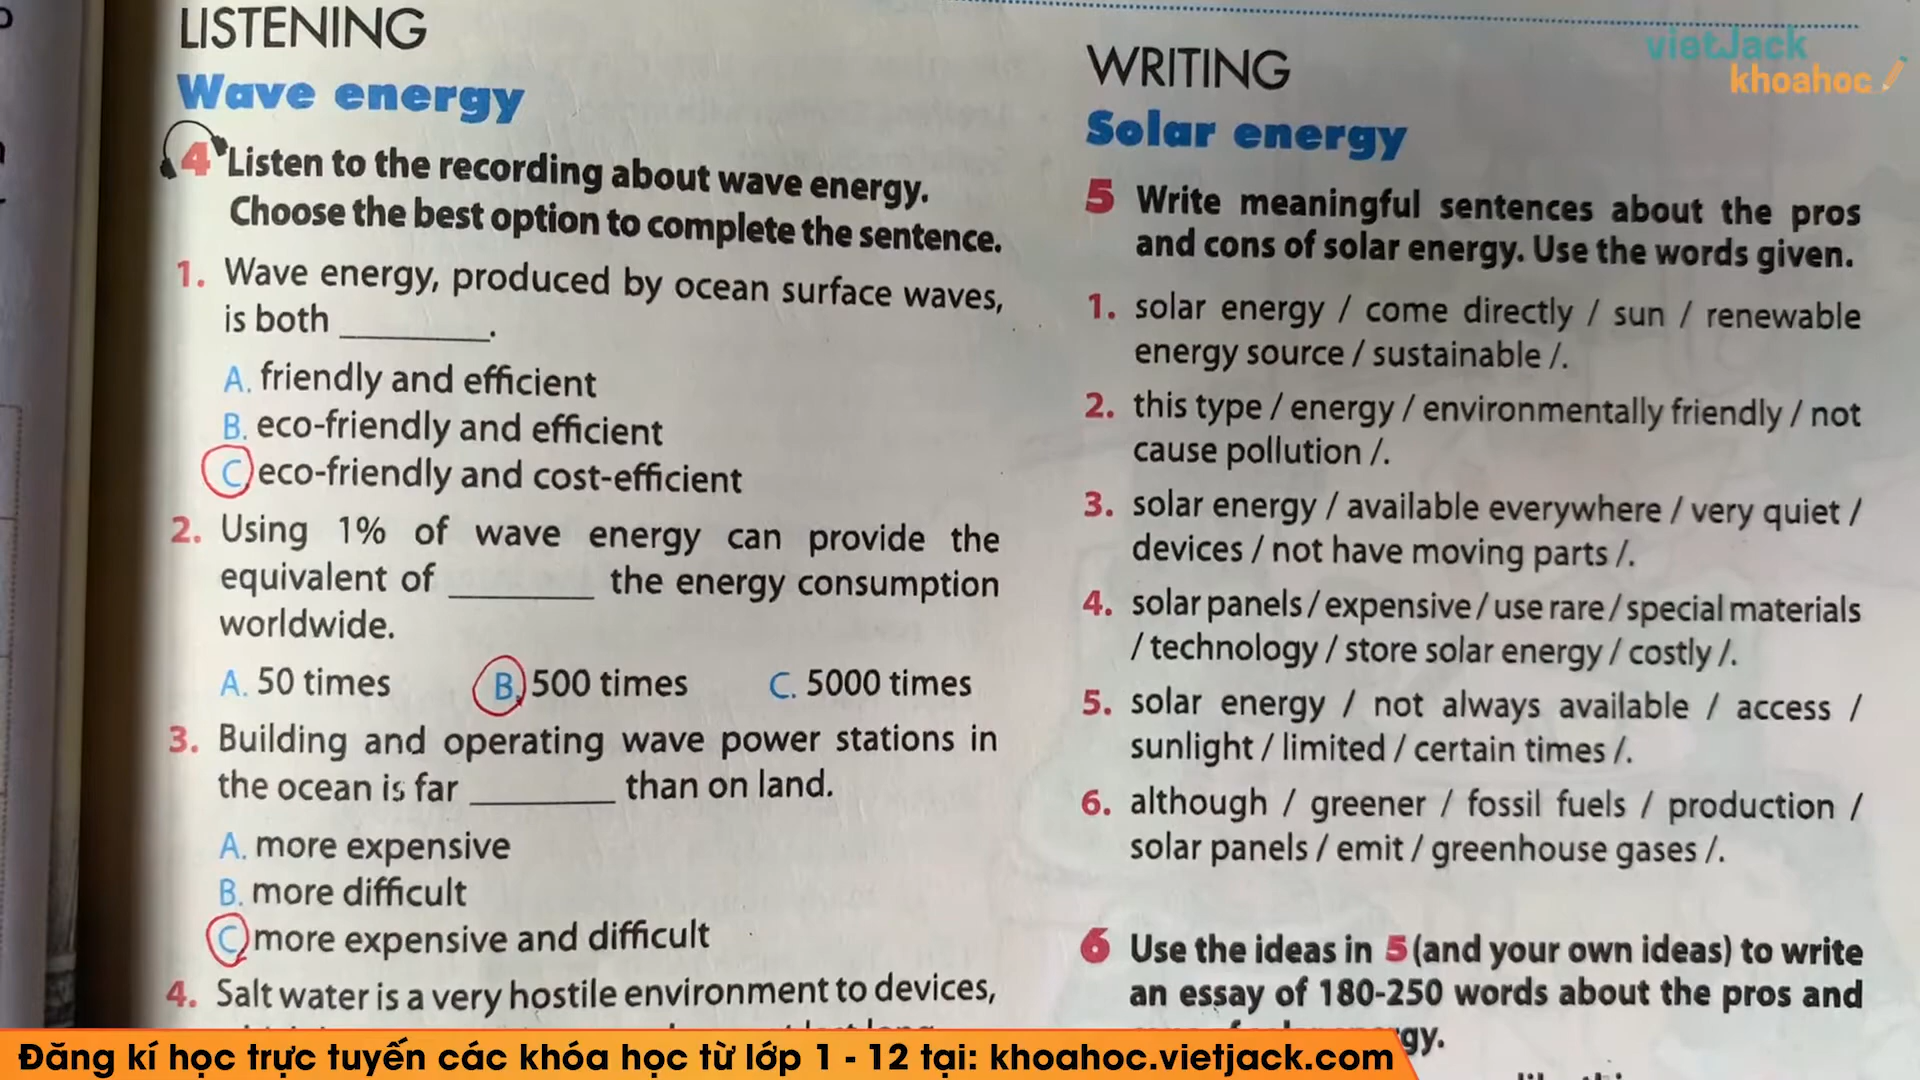 LISTENING
Wave energy
4 Listen to the recording about wave energy.
Choose the best option to complete the sentence.
1. Wave energy, produced by ocean surface waves,
is both ________.
A. friendly and efficient
B. eco-friendly and efficient
C. eco-friendly and cost-efficient
2. Using 1% of wave energy can provide the
equivalent of ________ the energy consumption
worldwide.
A. 50 times B. 500 times C. 5000 times
3. Building and operating wave power stations in
the ocean is far ________ than on land.
A. more expensive
B. more difficult
C. more expensive and difficult
4. Salt water is a very hostile environment to devices,
WRITING
Solar energy
5 Write meaningful sentences about the pros
and cons of solar energy. Use the words given.
1. solar energy / come directly / sun / renewable
energy source / sustainable /.
2. this type / energy / environmentally friendly / not
cause pollution /.
3. solar energy / available everywhere / very quiet /
devices / not have moving parts /.
4. solar panels / expensive / use rare / special materials
/ technology / store solar energy / costly /.
5. solar energy / not always available / access /
sunlight / limited / certain times /.
6. although / greener / fossil fuels / production /
solar panels / emit / greenhouse gases /.
6 Use the ideas in 5 (and your own ideas) to write
an essay of 180-250 words about the pros and
vietJack
khoahoc
Đăng kí học trực tuyến các khóa học từ lớp 1 - 12 tại: khoahoc.vietjack.com